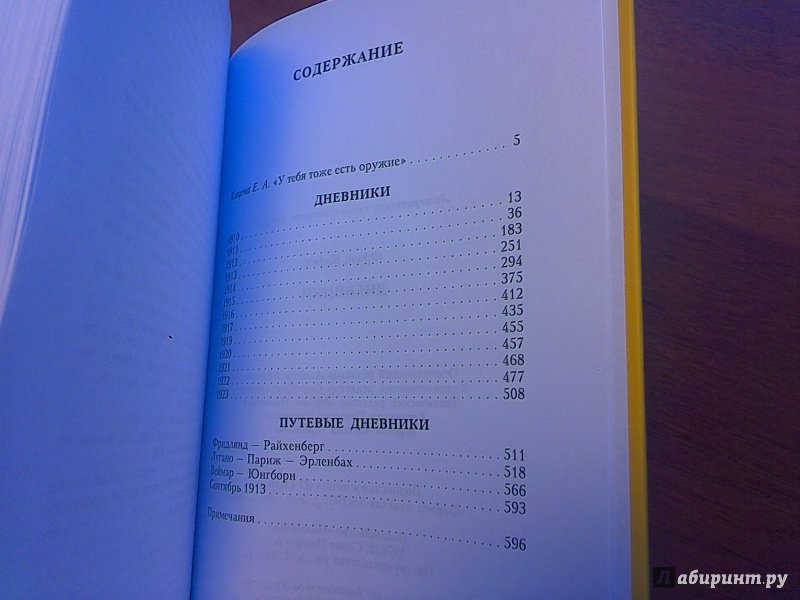 СОДЕРЖАНИЕ
Кацева Е. А. «У тебя тоже есть оружие» 5
ДНЕВНИКИ
1910 13
1911 36
1912 183
1913 251
1914 294
1915 375
1916 412
1917 435
1919 455
1920 457
1921 468
1922 477
1923 508
ПУТЕВЫЕ ДНЕВНИКИ
Фридлянд — Райхенберг 511
Лугано — Париж — Эрленбах 518
Веймар — Юнгборн 566
Сентябрь 1913 593
Примечания 596
Лабиринт.ру